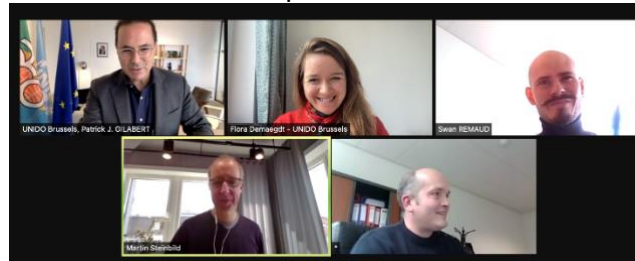 UNIDO Brussels, Patrick J. GILABERT
Flora Demaegdt - UNIDO Brussels
Swan REMAUD
Martin Steinbild